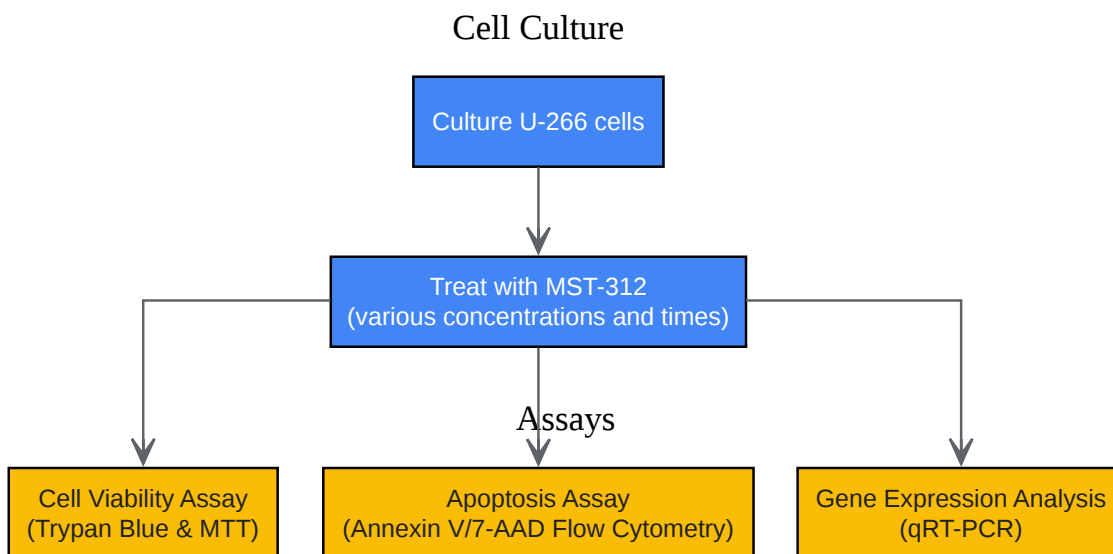 Cell Culture
Culture U-266 cells
Treat with MST-312
(various concentrations and times)
Assays
Cell Viability Assay
(Trypan Blue & MTT)
Apoptosis Assay
(Annexin V/7-AAD Flow Cytometry)
Gene Expression Analysis
(qRT-PCR)